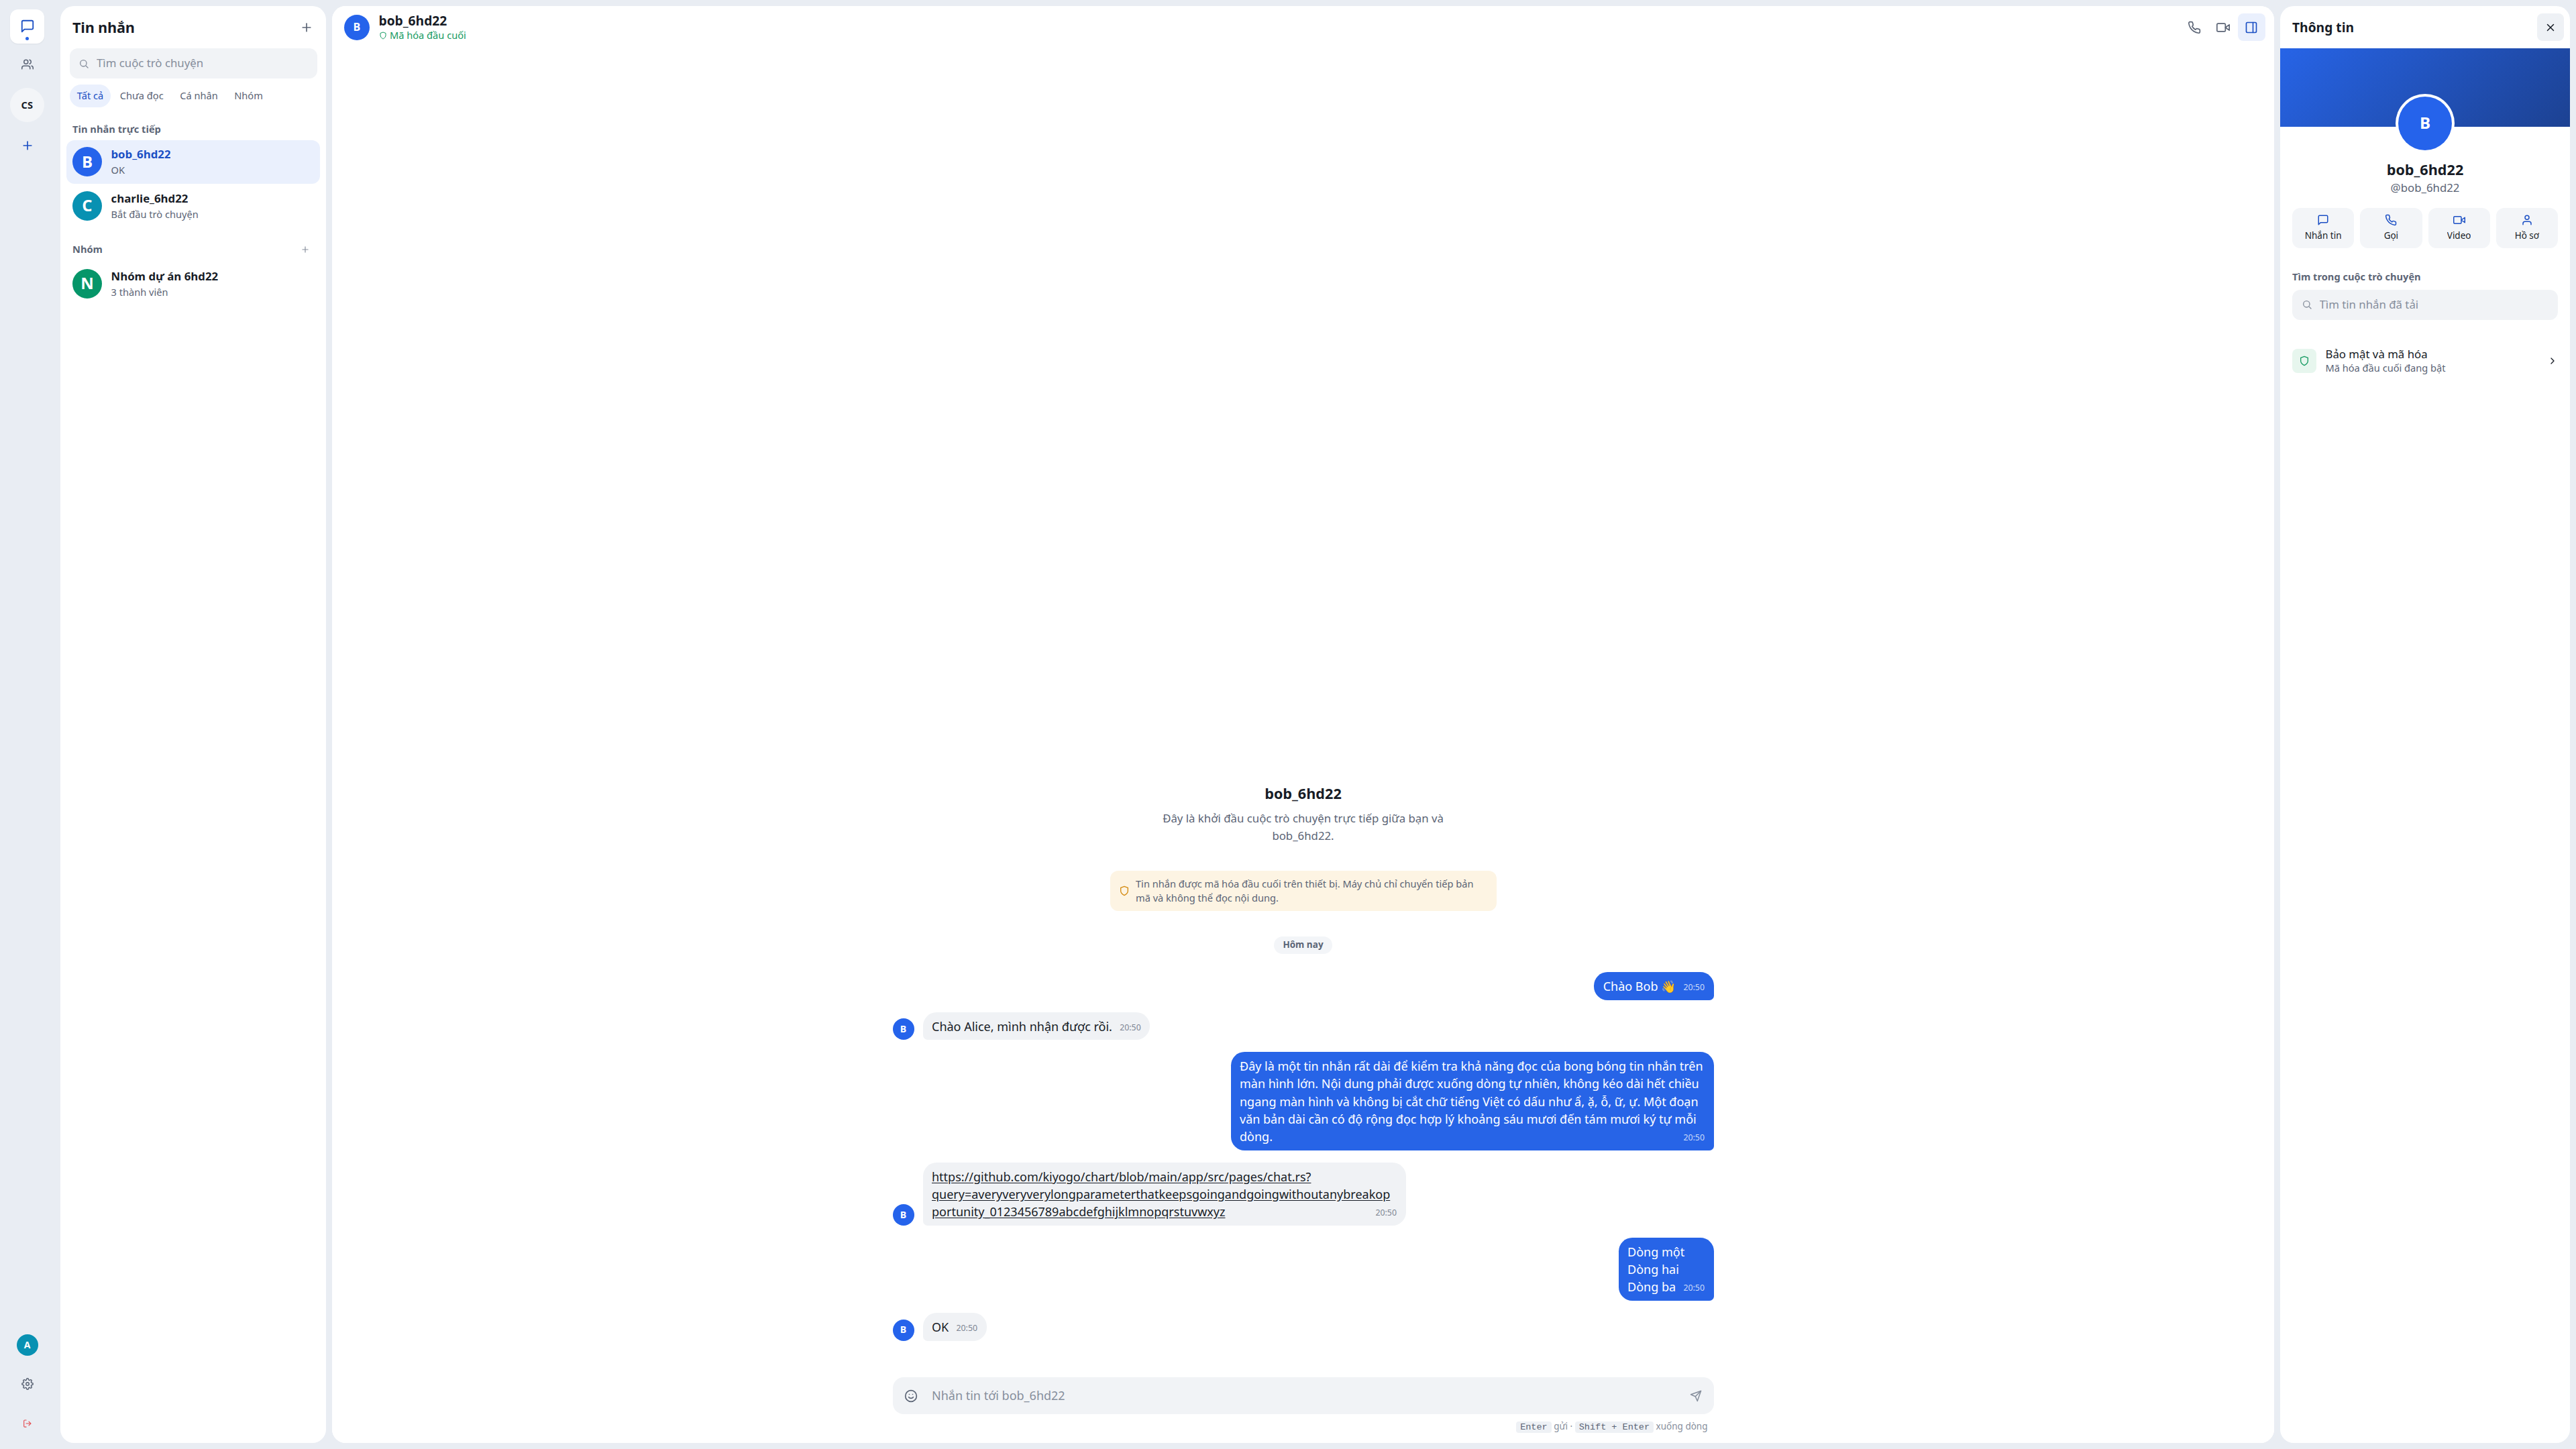 CS
A
Tin nhắn
Tìm cuộc trò chuyện
Tất cả Chưa đọc Cá nhân Nhóm
Tin nhắn trực tiếp
B
bob_6hd22
OK
C
charlie_6hd22
Bắt đầu trò chuyện
Nhóm
N
Nhóm dự án 6hd22
3 thành viên
B
bob_6hd22
Mã hóa đầu cuối
bob_6hd22
Đây là khởi đầu cuộc trò chuyện trực tiếp giữa bạn và
bob_6hd22.
Tin nhắn được mã hóa đầu cuối trên thiết bị. Máy chủ chỉ chuyển tiếp bản
mã và không thể đọc nội dung.
Hôm nay
Chào Bob 👋 20:50
B
Chào Alice, mình nhận được rồi. 20:50
Đây là một tin nhắn rất dài để kiểm tra khả năng đọc của bong bóng tin nhắn trên
màn hình lớn. Nội dung phải được xuống dòng tự nhiên, không kéo dài hết chiều
ngang màn hình và không bị cắt chữ tiếng Việt có dấu như ẩ, ặ, ỗ, ữ, ự. Một đoạn
văn bản dài cần có độ rộng đọc hợp lý khoảng sáu mươi đến tám mươi ký tự mỗi
dòng. 20:50
https://github.com/kiyogo/chart/blob/main/app/src/pages/chat.rs?
query=averyveryverylongparameterthatkeepsgoingandgoingwithoutanybreakop
portunity_0123456789abcdefghijklmnopqrstuvwxyz 20:50
B
Dòng một
Dòng hai
Dòng ba 20:50
B
OK 20:50
Nhắn tin tới bob_6hd22
Enter gửi · Shift + Enter xuống dòng
Thông tin
B
bob_6hd22
@bob_6hd22
Nhắn tin Gọi Video Hồ sơ
Tìm trong cuộc trò chuyện
Tìm tin nhắn đã tải
Bảo mật và mã hóa
Mã hóa đầu cuối đang bật